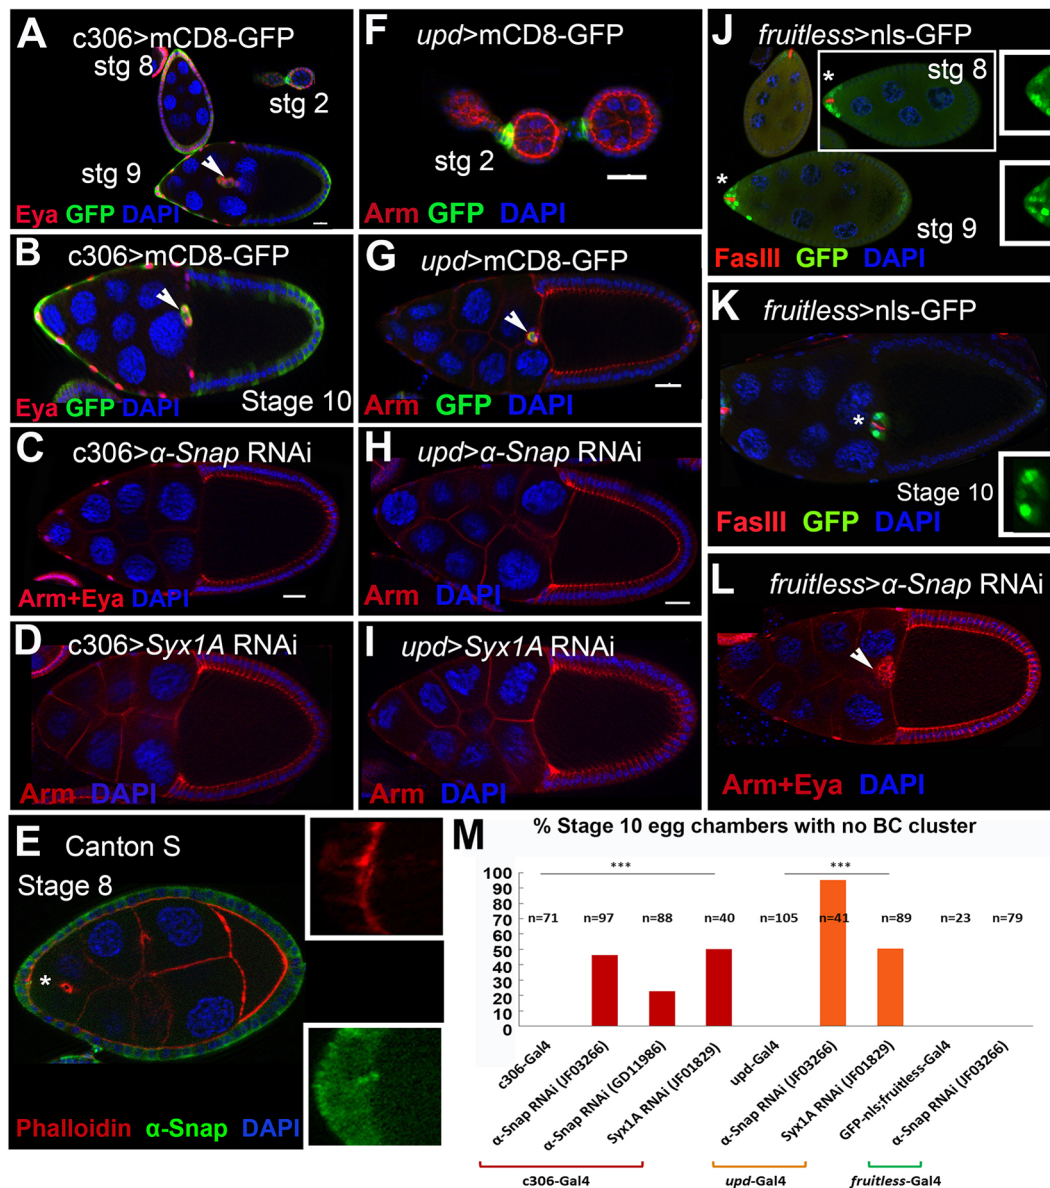 A
c306>mCD8-GFP
stg 8
stg 2
stg 9
Eya GFP DAPI
B
c306>mCD8-GFP
Eya GFP DAPI
Stage 10
C
c306>α-Snap RNAi
Arm+Eya DAPI
D
c306>Syx1A RNAi
Arm DAPI
E
Canton S
Stage 8
*
Phalloidin α-Snap DAPI
F
upd>mCD8-GFP
stg 2
Arm GFP DAPI
G
upd>mCD8-GFP
Arm GFP DAPI
H
upd>α-Snap RNAi
Arm DAPI
I
upd>Syx1A RNAi
Arm DAPI
J
fruitless>nls-GFP
stg 8
*
*
stg 9
FasIII GFP DAPI
K
fruitless>nls-GFP
*
Stage 10
FasIII GFP DAPI
L
fruitless>α-Snap RNAi
Arm+Eya DAPI
M
% Stage 10 egg chambers with no BC cluster
*** ***
100
90
80
70
60
50
40
30
20
10
0
n=71 n=97 n=88 n=40 n=105 n=41 n=89 n=23 n=79
c306-Gal4
α-Snap RNAi (JF03266)
α-Snap RNAi (GD11986)
Syx1A RNAi (JF01829)
upd-Gal4
α-Snap RNAi (JF03266)
Syx1A RNAi (JF01829)
GFP-nls;fruitless-Gal4
α-Snap RNAi (JF03266)
c306-Gal4 upd-Gal4 fruitless-Gal4